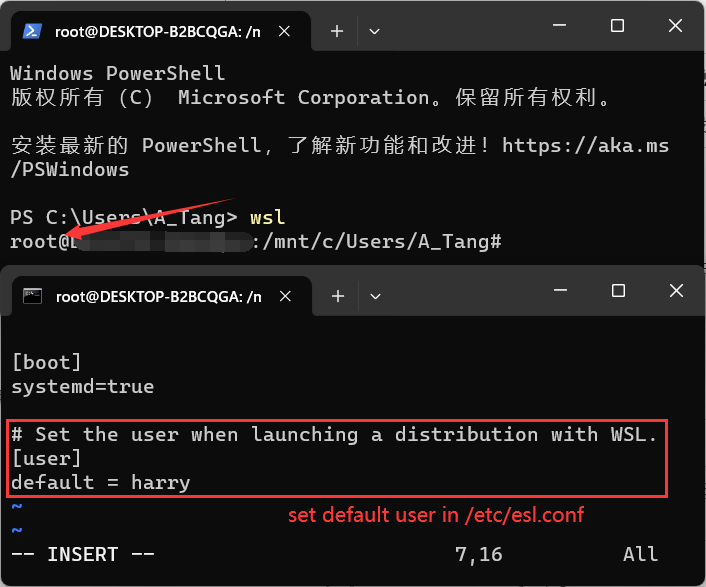 root@DESKTOP-B2BCQGA: /n
Windows PowerShell
版权所有 (C) Microsoft Corporation。保留所有权利。
安装最新的 PowerShell，了解新功能和改进！https://aka.ms
/PSWindows
PS C:\Users\A_Tang> wsl
root@ :/mnt/c/Users/A_Tang#
root@DESKTOP-B2BCQGA: /n
[boot]
systemd=true
# Set the user when launching a distribution with WSL.
[user]
default = harry
~
~
set default user in /etc/esl.conf
-- INSERT -- 7,16 All